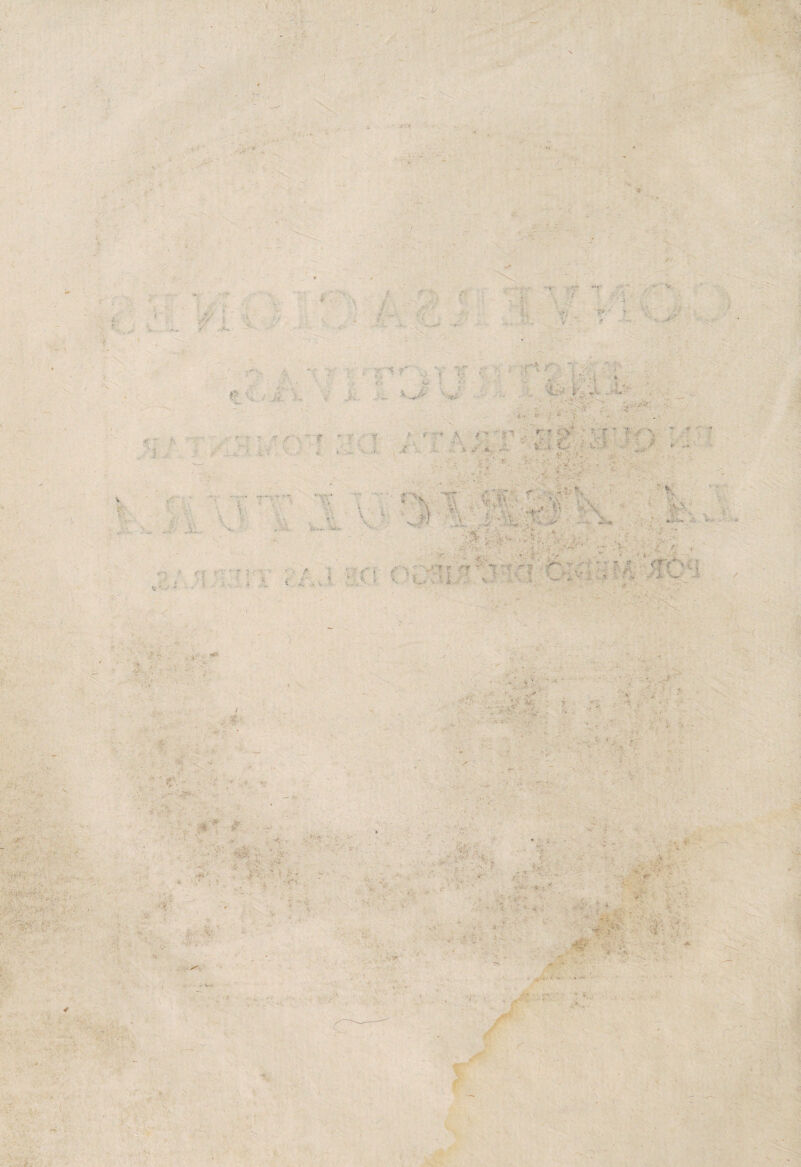 CONVERSACIONES
INSTRUCTIVAS,
EN QUE SE TRATA DE FOMENTAR
LA AGRICULTURA
POR MEDIO DEL RIEGO DE LAS TIERRAS,